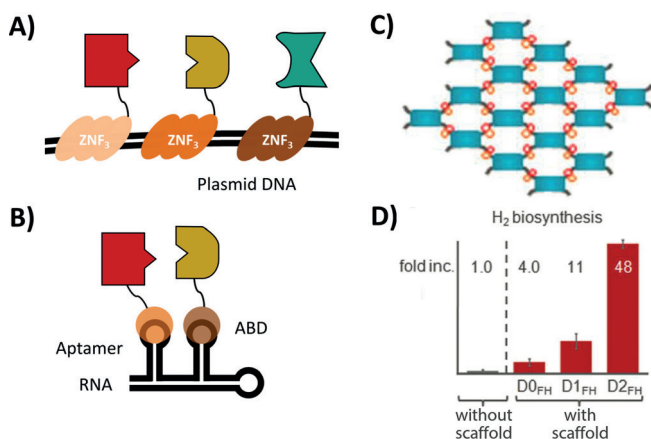 A)
ZNF3 ZNF3 ZNF3
Plasmid DNA
B)
Aptamer
ABD
RNA
C)
D)
H2 biosynthesis
fold inc. 1.0 4.0 11 48
D0FH D1FH D2FH
without scaffold
with scaffold